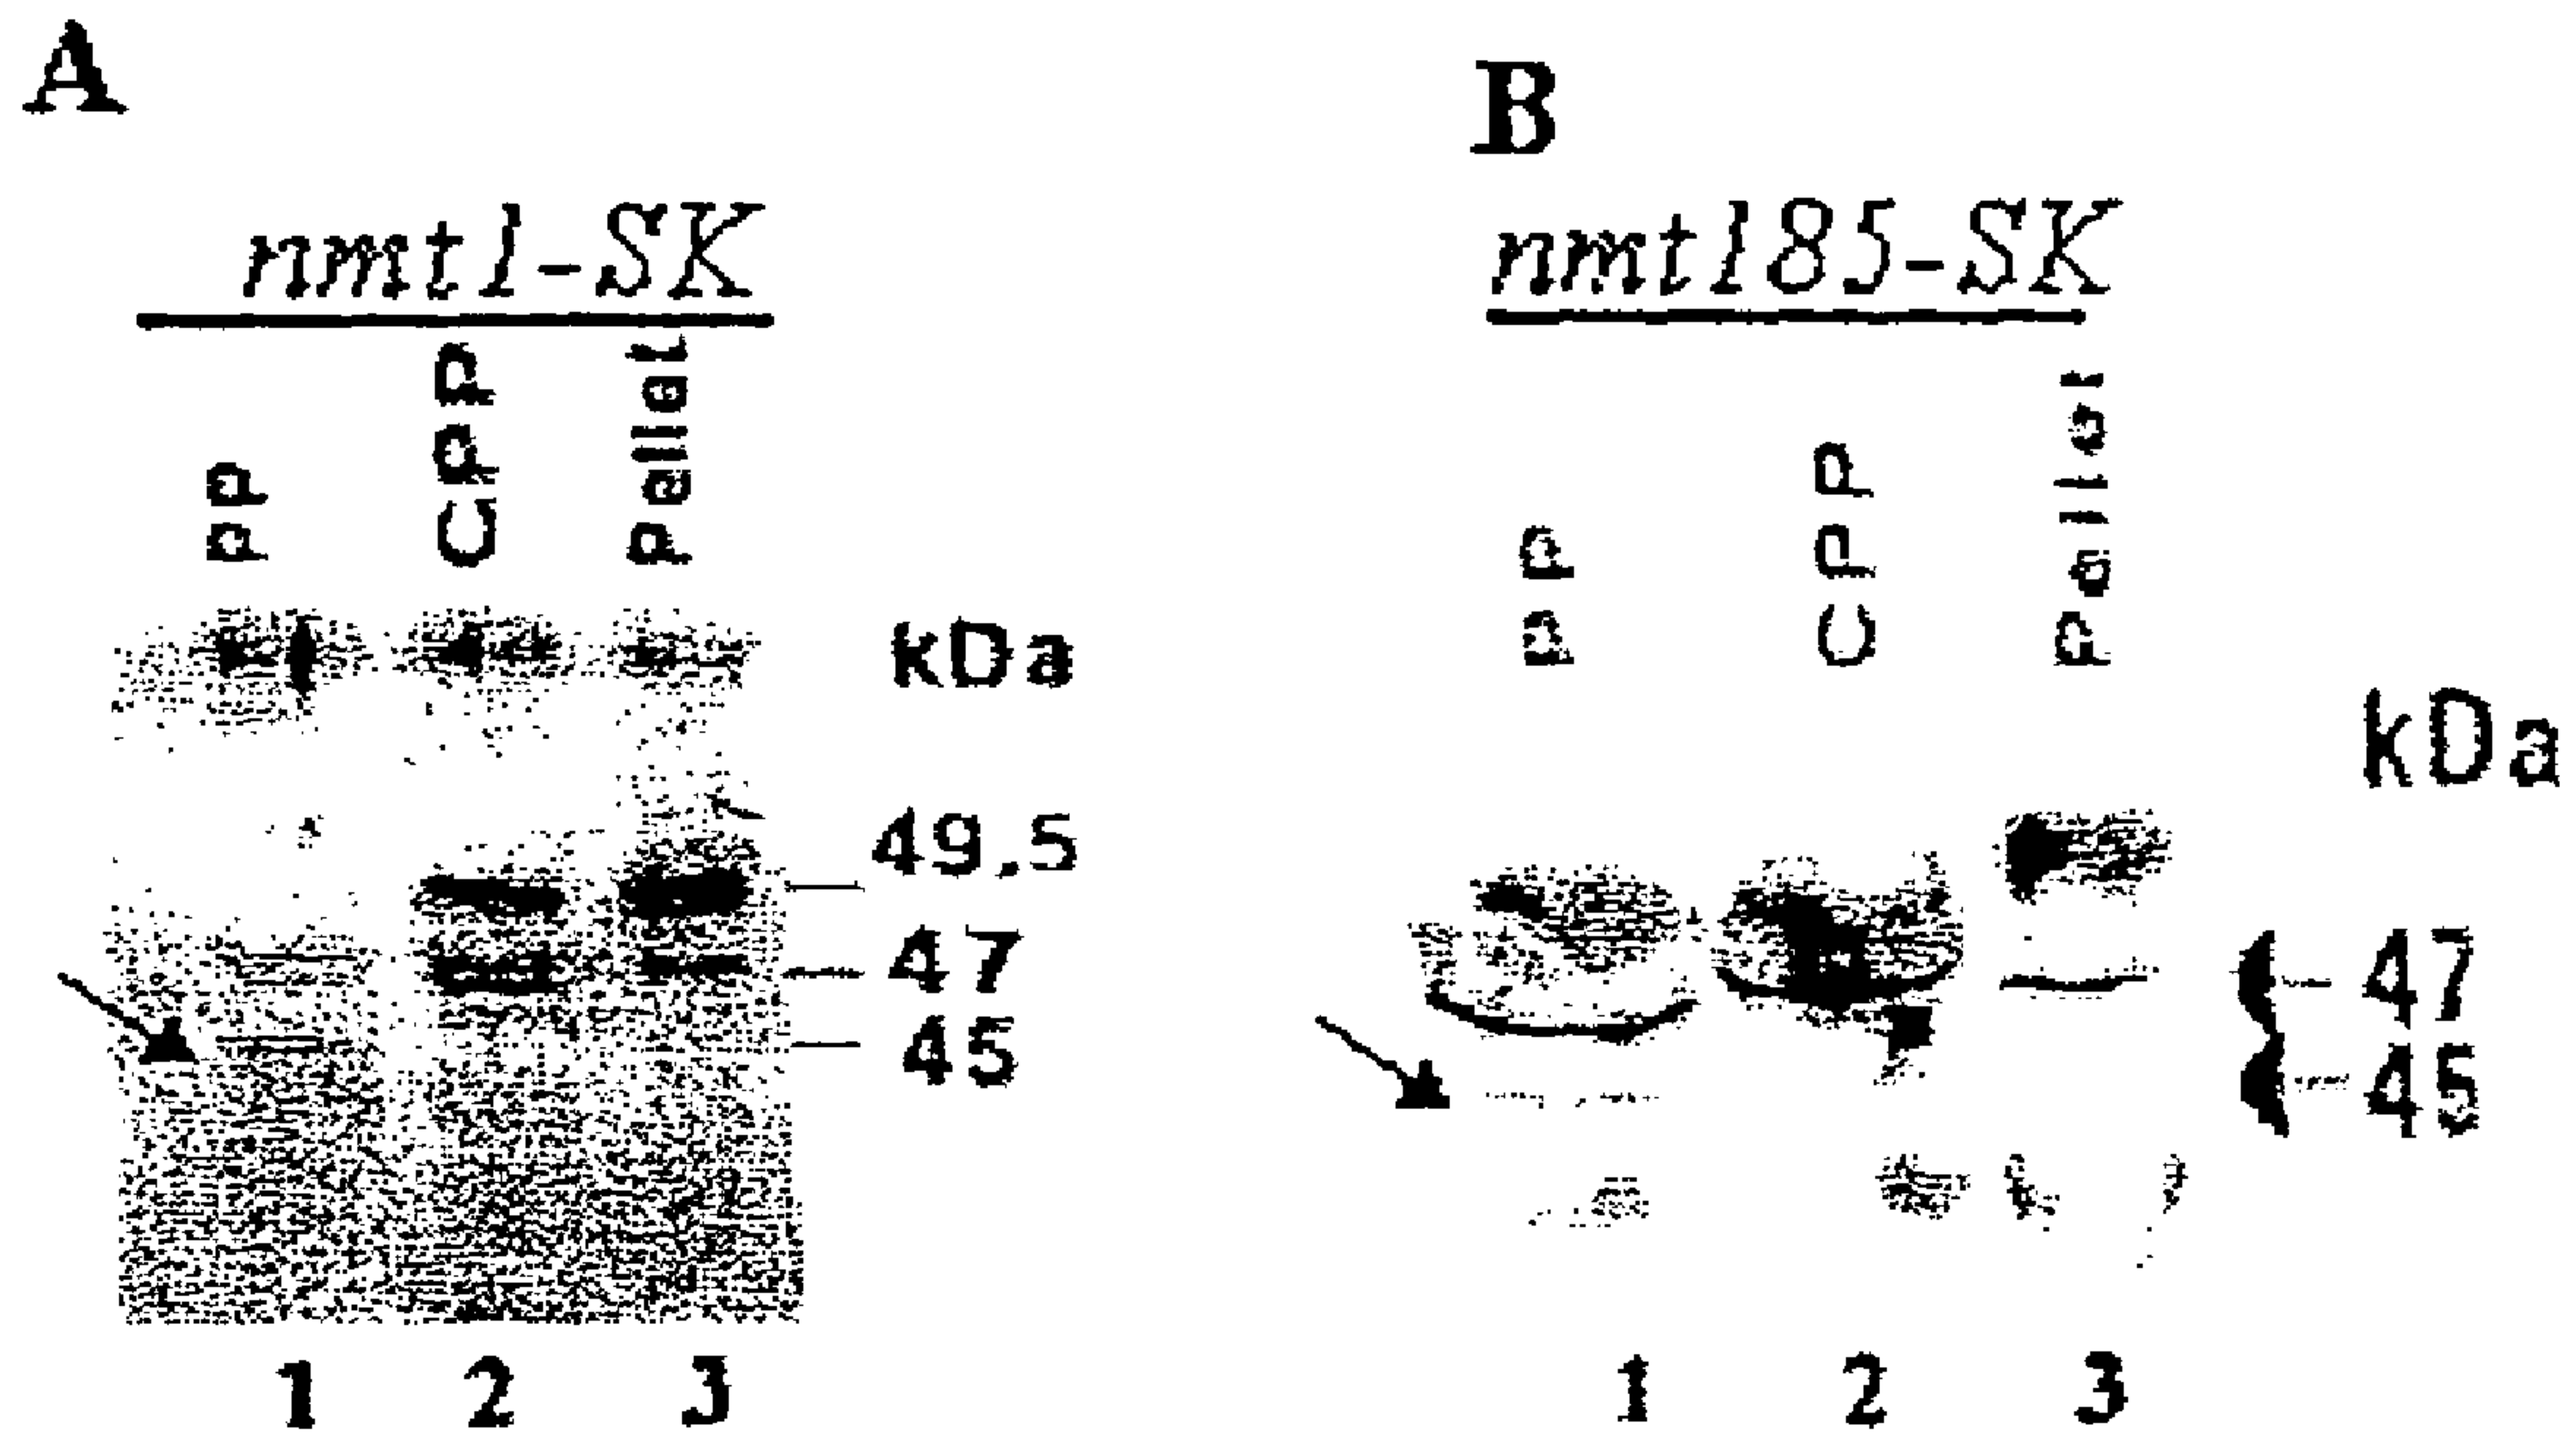 A
nmt1-SK
PP
CPP
Pellet
kDa
49.5
47
45
1 2 3
B
nmt185-SK
PP
CPP
Pellet
kDa
47
45
1 2 3